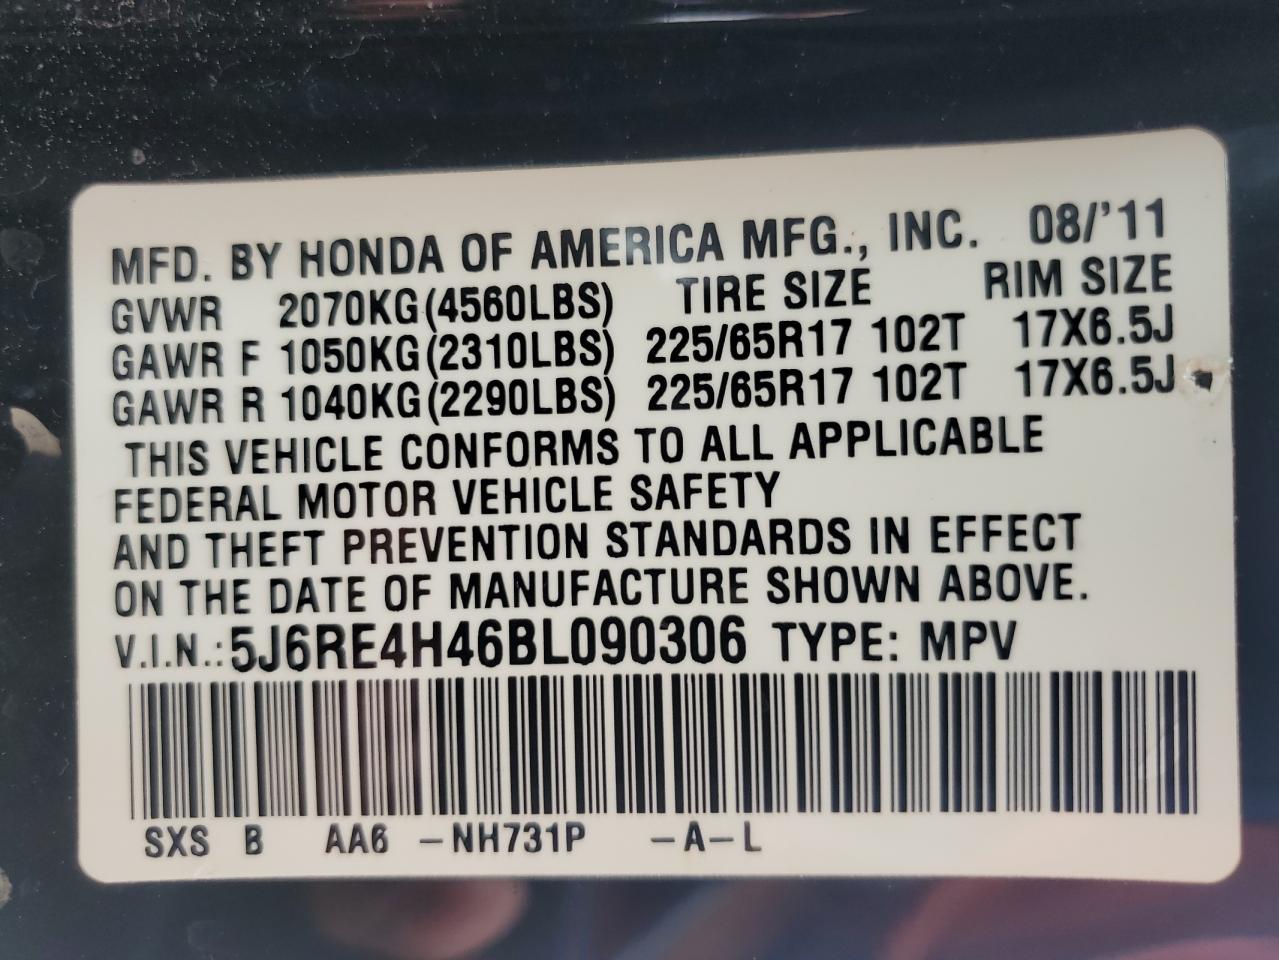 MFD. BY HONDA OF AMERICA MFG., INC. 08/'11
GVWR 2070KG(4560LBS) TIRE SIZE RIM SIZE
GAWR F 1050KG(2310LBS) 225/65R17 102T 17X6.5J
GAWR R 1040KG(2290LBS) 225/65R17 102T 17X6.5J
THIS VEHICLE CONFORMS TO ALL APPLICABLE
FEDERAL MOTOR VEHICLE SAFETY
AND THEFT PREVENTION STANDARDS IN EFFECT
ON THE DATE OF MANUFACTURE SHOWN ABOVE.
V.I.N.:5J6RE4H46BL090306 TYPE: MPV
SXS B AA6 -NH731P -A-L